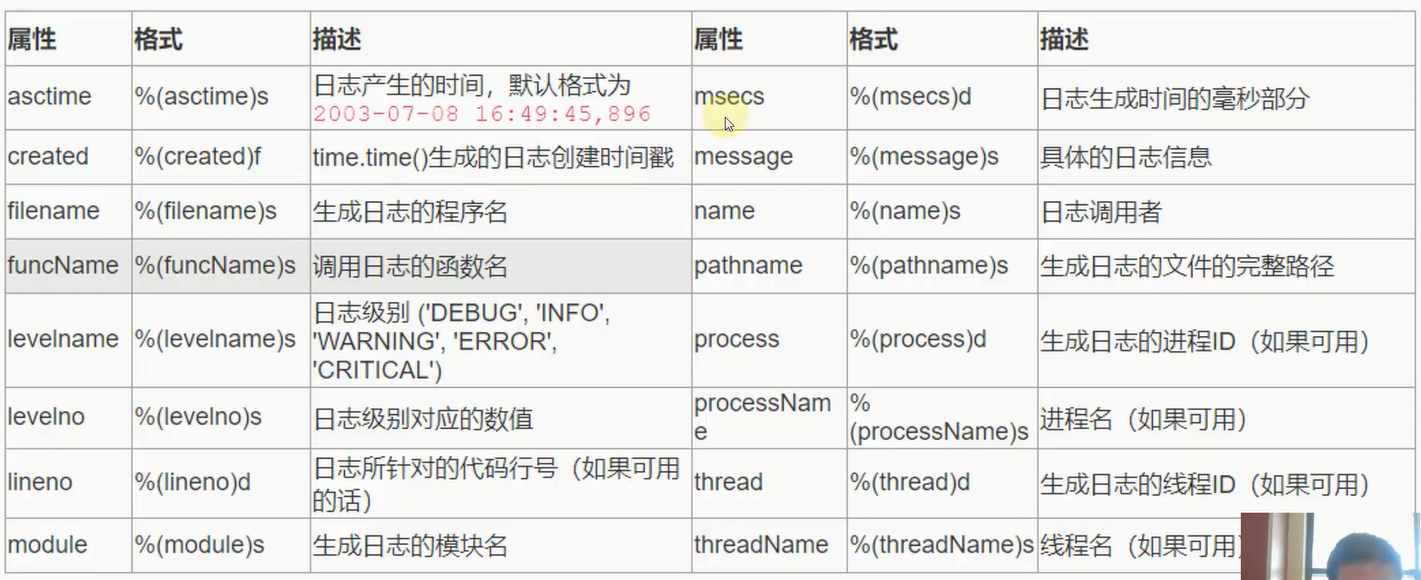 属性 格式 描述 属性 格式 描述
asctime %(asctime)s 日志产生的时间，默认格式为
2003-07-08 16:49:45,896 msecs %(msecs)d 日志生成时间的毫秒部分
created %(created)f time.time()生成的日志创建时间戳 message %(message)s 具体的日志信息
filename %(filename)s 生成日志的程序名 name %(name)s 日志调用者
funcName %(funcName)s 调用日志的函数名 pathname %(pathname)s 生成日志的文件的完整路径
levelname %(levelname)s 日志级别 ('DEBUG', 'INFO',
'WARNING', 'ERROR',
'CRITICAL') process %(process)d 生成日志的进程ID（如果可用）
levelno %(levelno)s 日志级别对应的数值 processNam
e %
(processName)s 进程名（如果可用）
lineno %(lineno)d 日志所针对的代码行号（如果可用
的话） thread %(thread)d 生成日志的线程ID（如果可用）
module %(module)s 生成日志的模块名 threadName %(threadName)s 线程名（如果可用